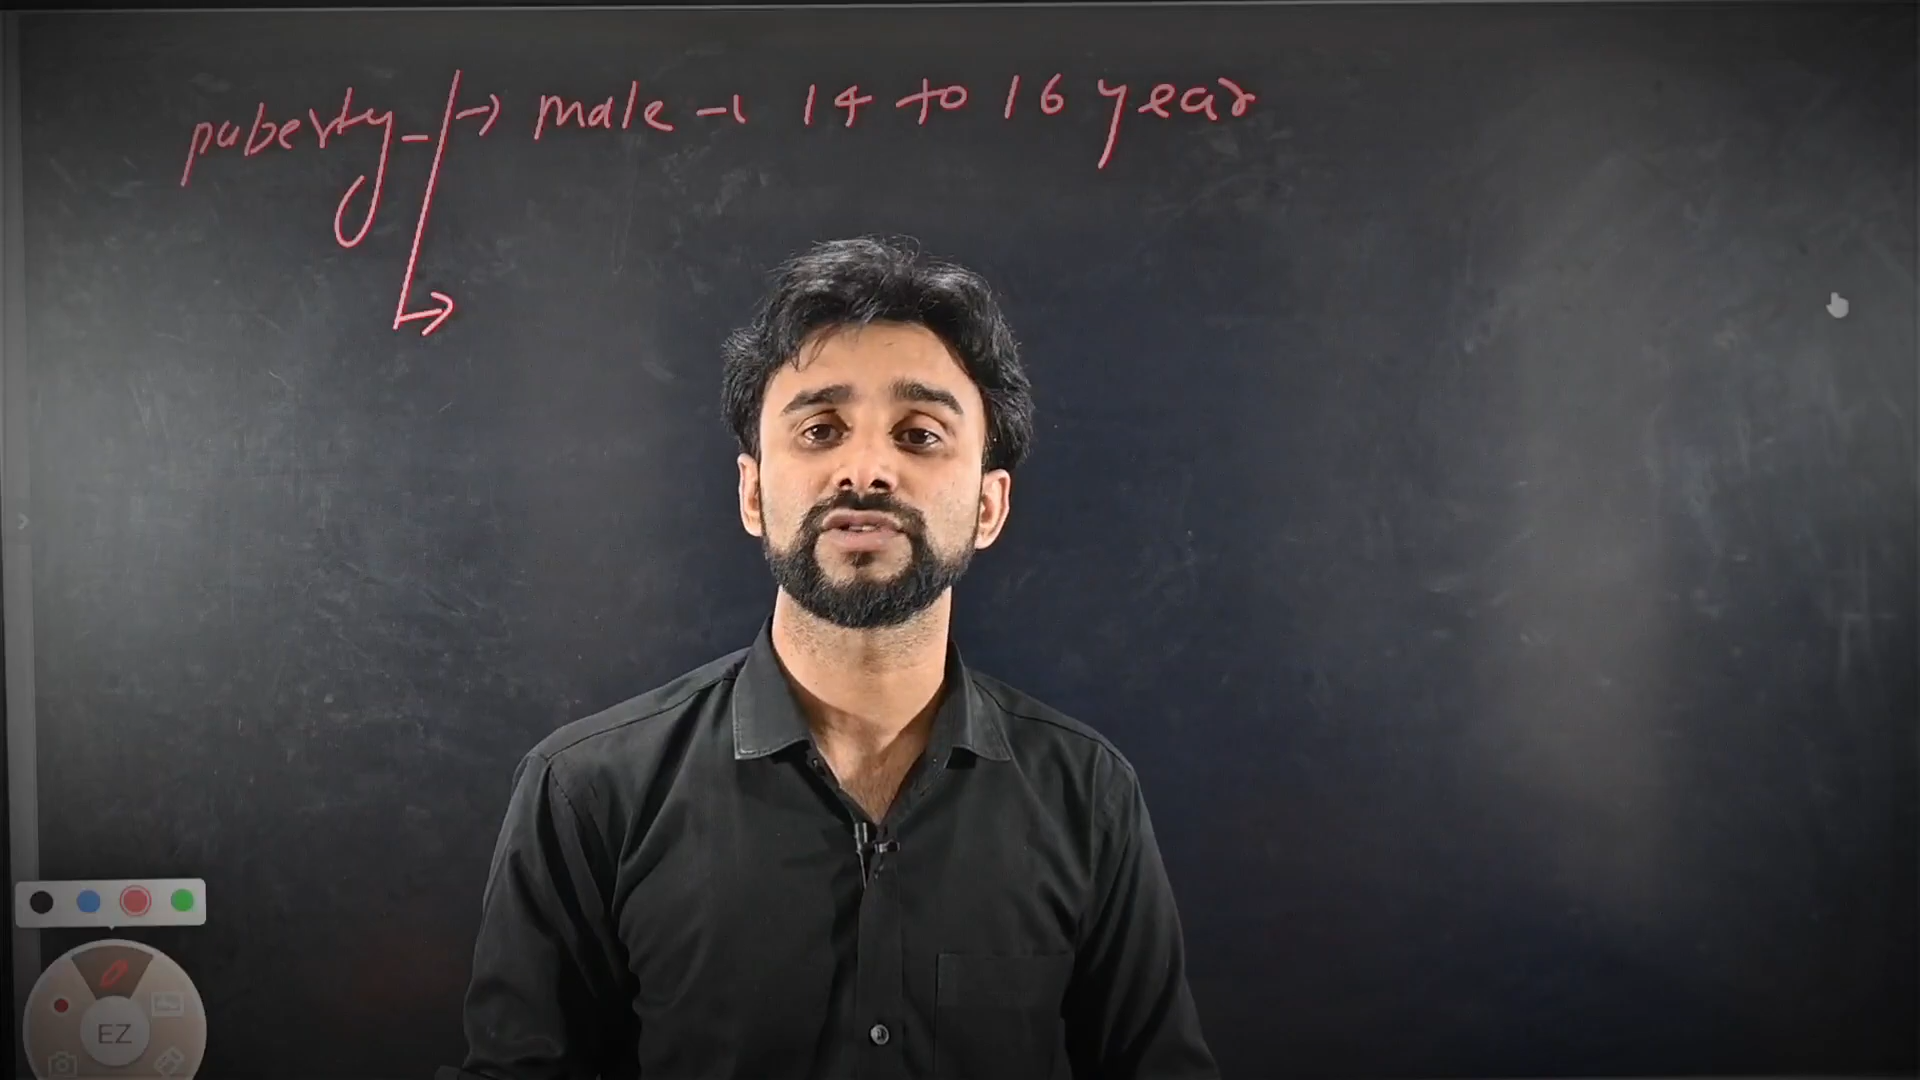 puberty → male → 14 to 16 year
→
EZ